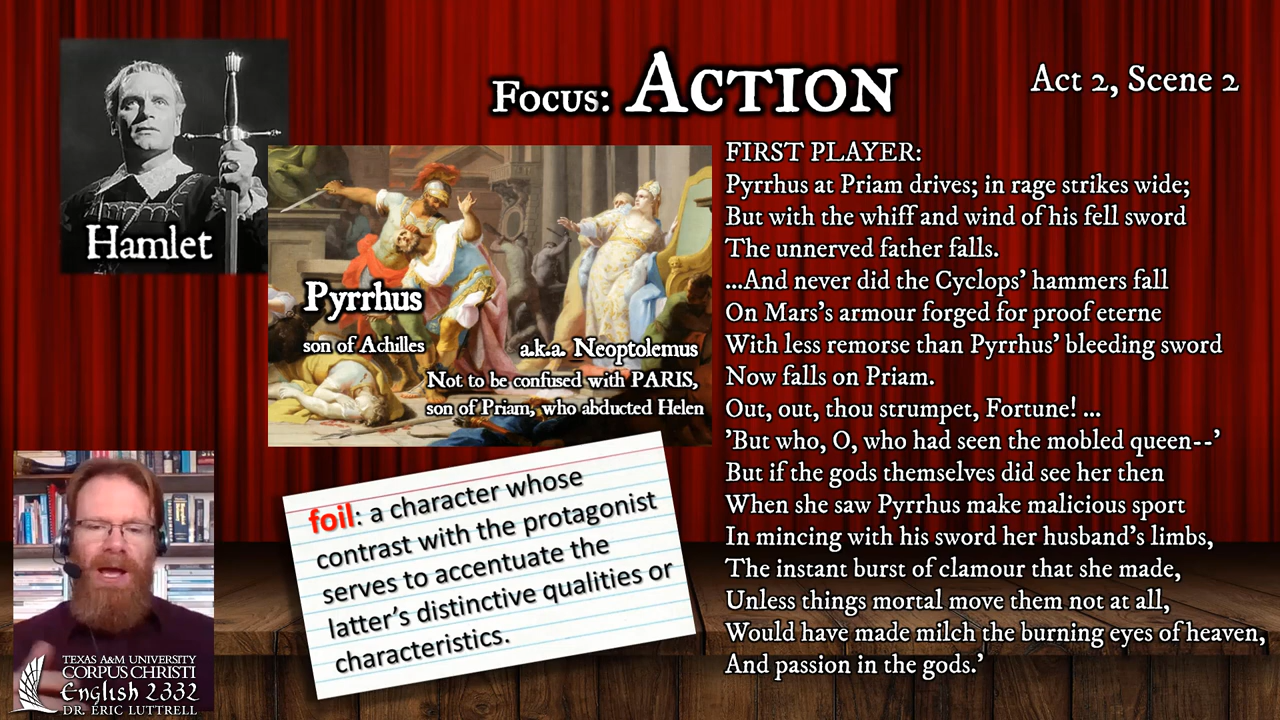 Focus: Action
Act 2, Scene 2
Hamlet
Pyrrhus
son of Achilles
a.k.a. Neoptolemus
Not to be confused with PARIS,
son of Priam, who abducted Helen
foil: a character whose
contrast with the protagonist
serves to accentuate the
latter's distinctive qualities or
characteristics.
FIRST PLAYER:
Pyrrhus at Priam drives; in rage strikes wide;
But with the whiff and wind of his fell sword
The unnerved father falls.
...And never did the Cyclops' hammers fall
On Mars's armour forged for proof eterne
With less remorse than Pyrrhus' bleeding sword
Now falls on Priam.
Out, out, thou strumpet, Fortune! ...
'But who, O, who had seen the mobled queen--'
But if the gods themselves did see her then
When she saw Pyrrhus make malicious sport
In mincing with his sword her husband's limbs,
The instant burst of clamour that she made,
Unless things mortal move them not at all,
Would have made milch the burning eyes of heaven,
And passion in the gods.'
TEXAS A&M UNIVERSITY
CORPUS CHRISTI
English 2332
DR. ERIC LUTTRELL